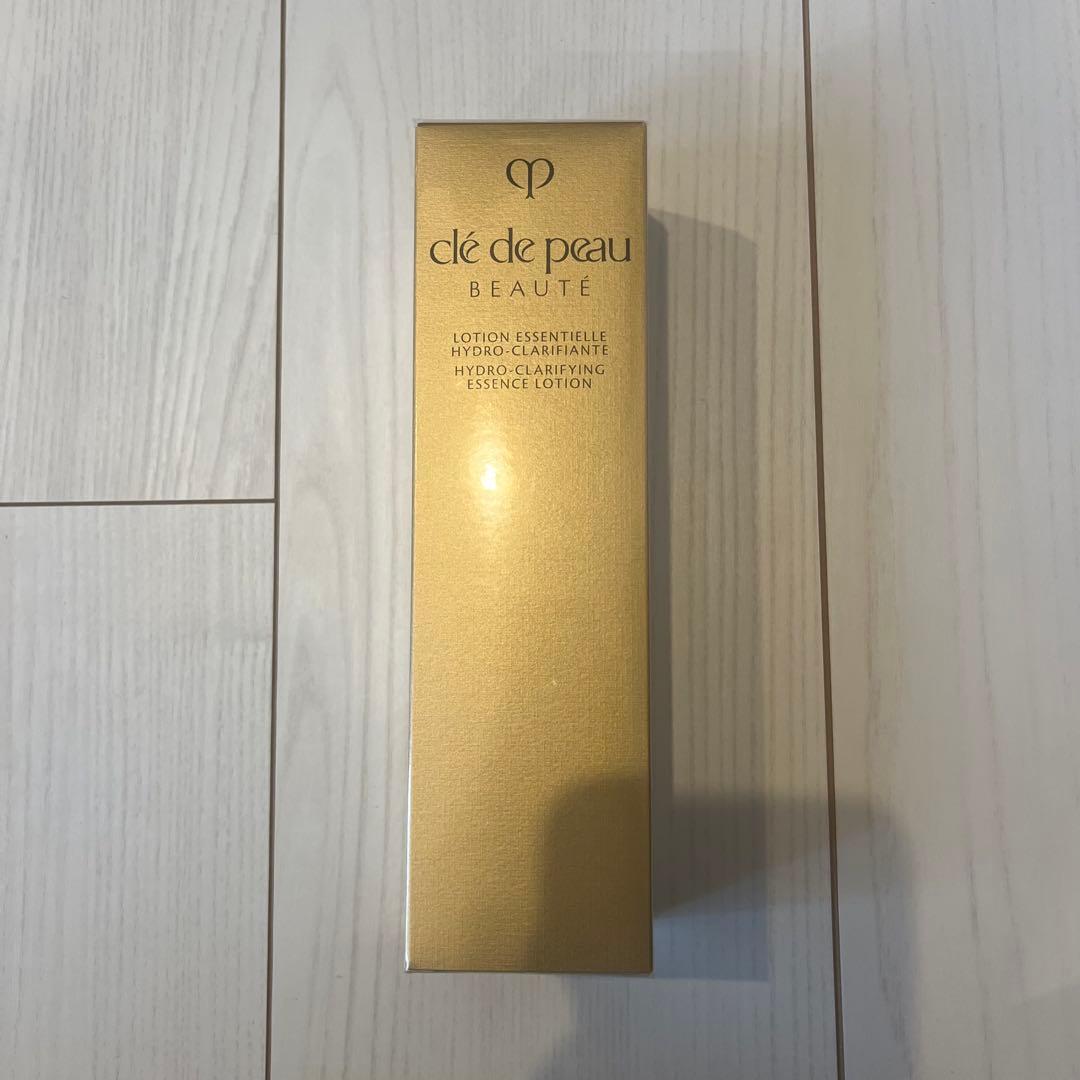 clé de peau
BEAUTÉ
LOTION ESSENTIELLE
HYDRO-CLARIFIANTE
HYDRO-CLARIFYING
ESSENCE LOTION